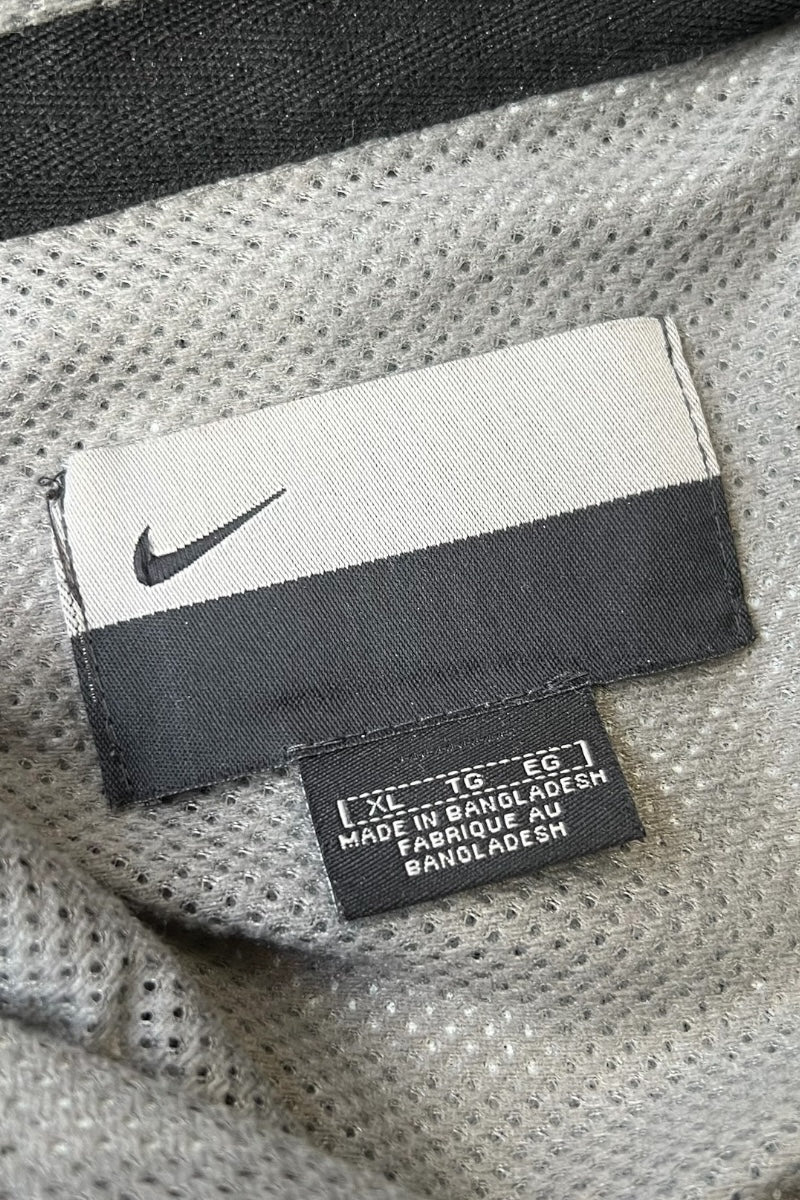 XL TG EG
MADE IN BANGLADESH
FABRIQUE AU
BANGLADESH